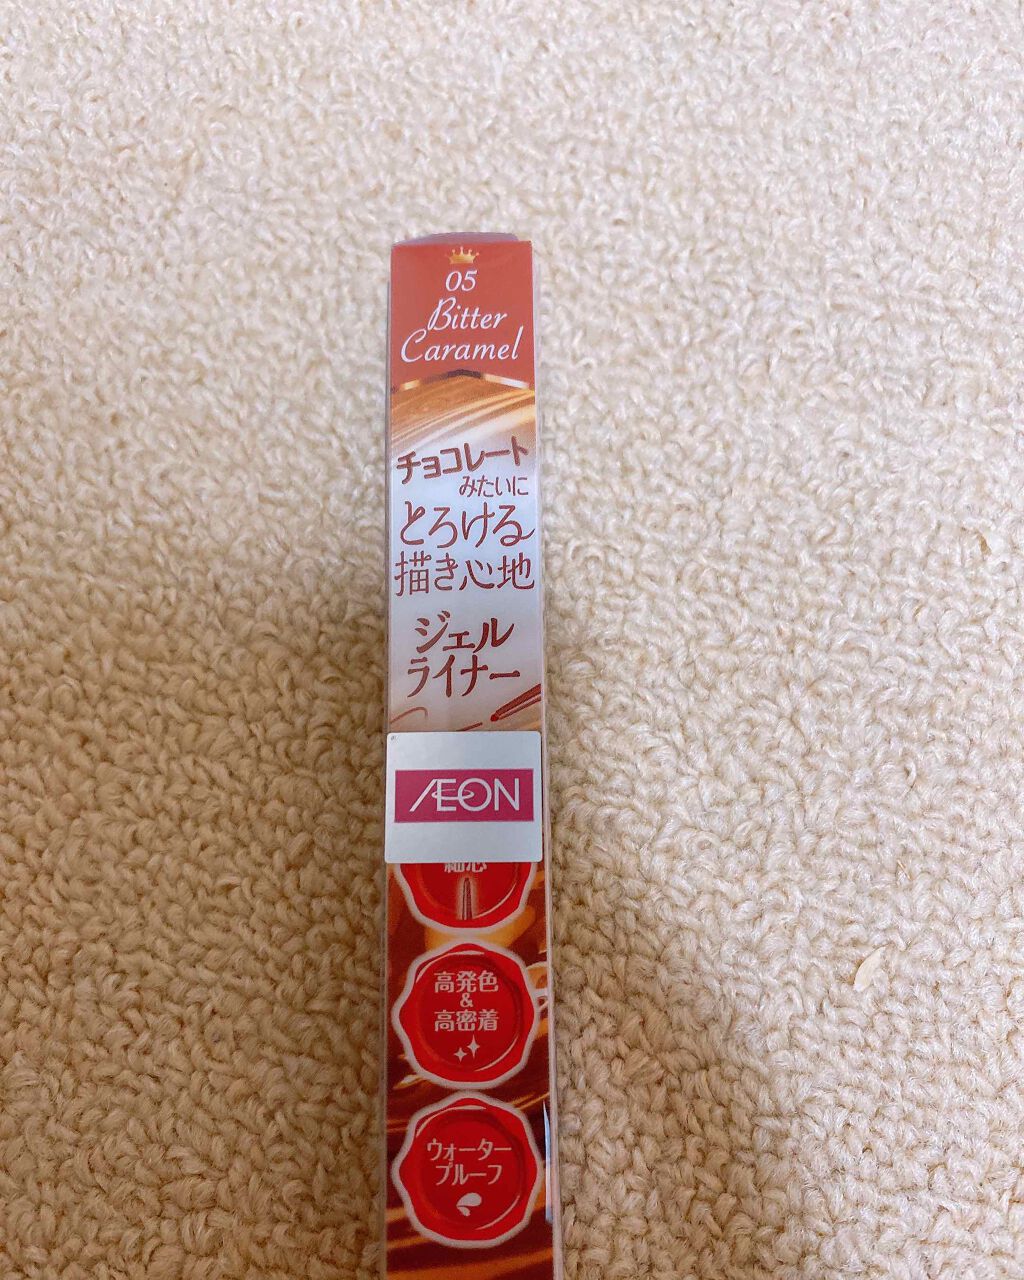 05
Bitter
Caramel
チョコレート
みたいに
とろける
描き心地
ジェル
ライナー
ÆON
高発色
&
高密着
ウォーター
プルーフ